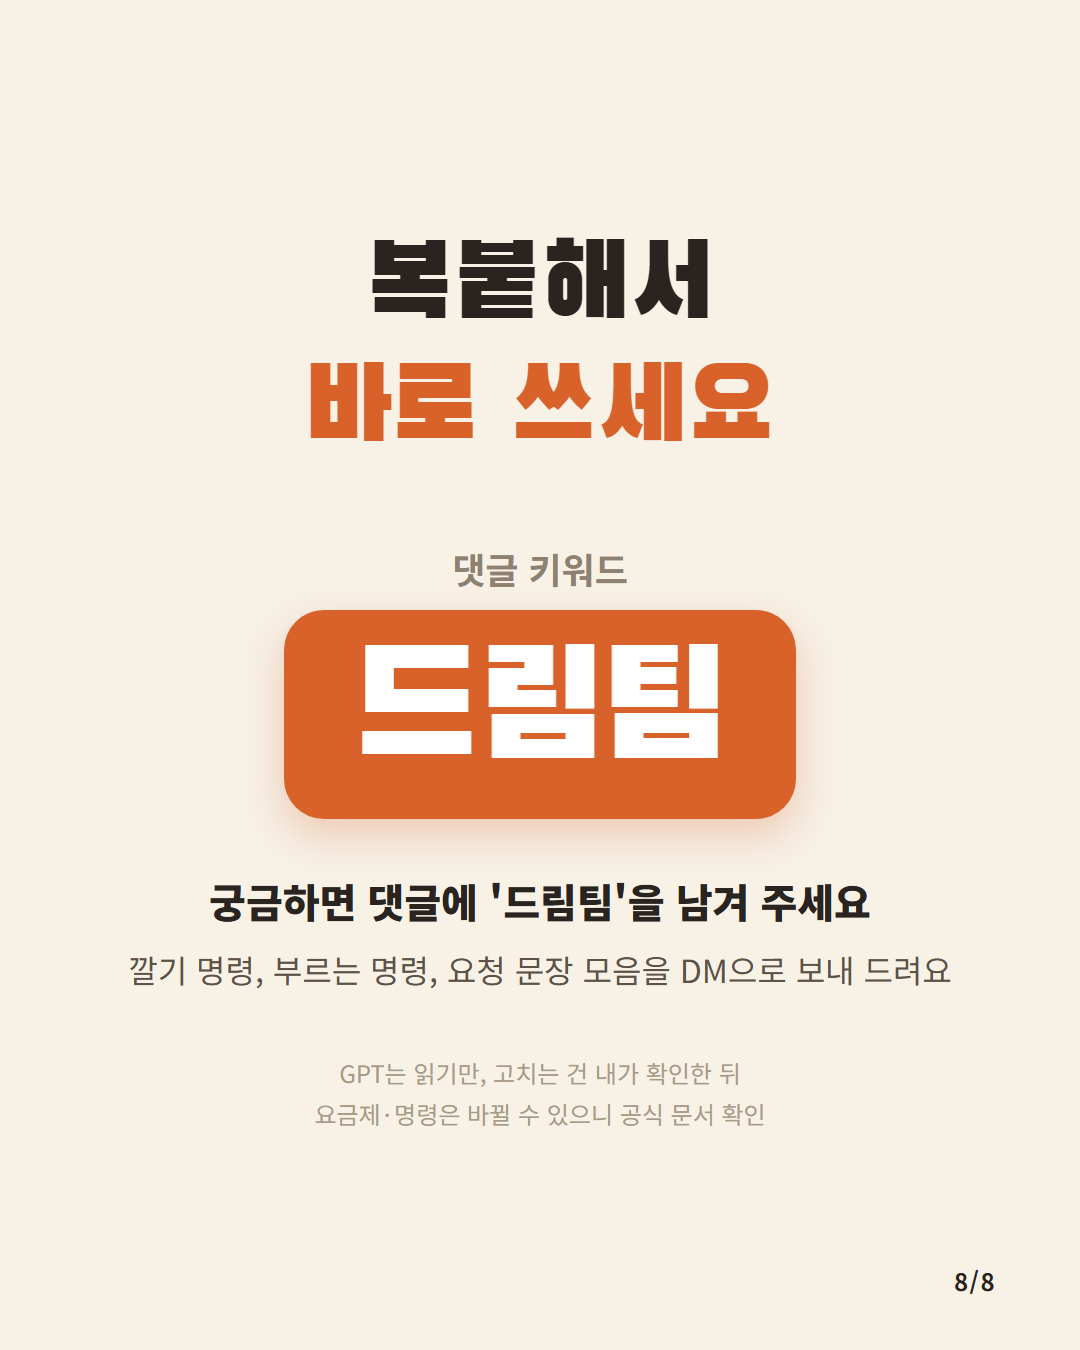 복붙해서
바로 쓰세요
댓글 키워드
드림팀
궁금하면 댓글에 '드림팀'을 남겨 주세요
깔기 명령, 부르는 명령, 요청 문장 모음을 DM으로 보내 드려요
GPT는 읽기만, 고치는 건 내가 확인한 뒤
요금제·명령은 바뀔 수 있으니 공식 문서 확인
8/8